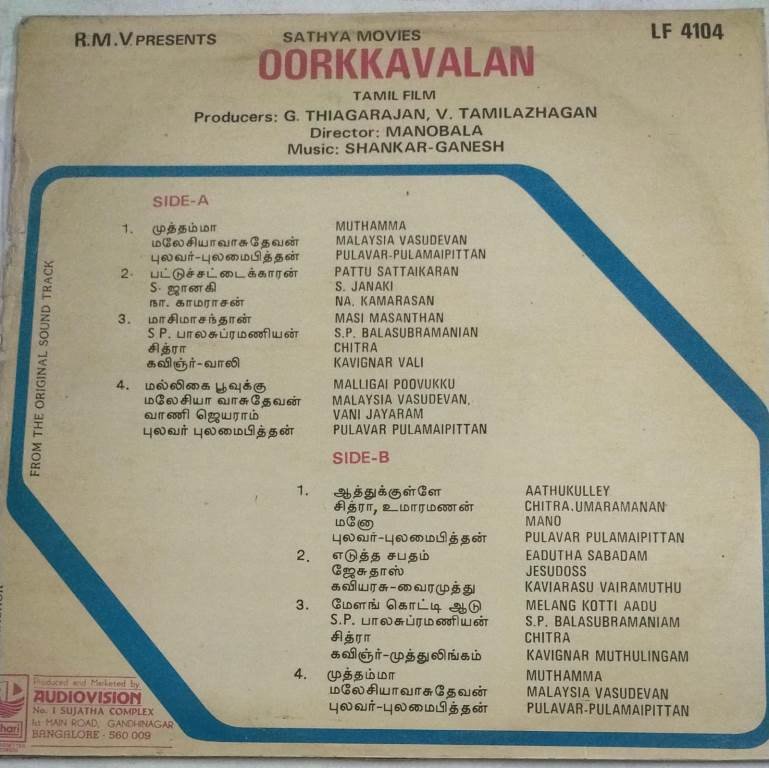 R.M.V. PRESENTS SATHYA MOVIES LF 4104
OORKKAVALAN
TAMIL FILM
Producers: G. THIAGARAJAN, V. TAMILAZHAGAN
Director: MANOBALA
Music: SHANKAR-GANESH
FROM THE ORIGINAL SOUND TRACK
SIDE-A
1. முத்தம்மா MUTHAMMA
மலேசியாவாசுதேவன் MALAYSIA VASUDEVAN
புலவர்-புலமைபித்தன் PULAVAR-PULAMAIPITTAN
2. பட்டுச்சட்டைக்காரன் PATTU SATTAIKARAN
S. ஜானகி S. JANAKI
நா. காமராசன் NA. KAMARASAN
3. மாசிமாசந்தான் MASI MASANTHAN
S.P. பாலசுப்ரமணியன் S.P. BALASUBRAMANIAN
சித்ரா CHITRA
கவிஞர்-வாலி KAVIGNAR VALI
4. மல்லிகை பூவுக்கு MALLIGAI POOVUKKU
மலேசியா வாசுதேவன் MALAYSIA VASUDEVAN,
வாணி ஜெயராம் VANI JAYARAM
புலவர் புலமைபித்தன் PULAVAR PULAMAIPITTAN
SIDE-B
1. ஆத்துக்குள்ளே AATHUKULLEY
சித்ரா, உமாரமணன் CHITRA.UMARAMANAN
மனோ MANO
புலவர்-புலமைபித்தன் PULAVAR PULAMAIPITTAN
2. எடுத்த சபதம் EADUTHA SABADAM
ஜேசுதாஸ் JESUDOSS
கவியரசு-வைரமுத்து KAVIARASU VAIRAMUTHU
3. மேளங் கொட்டி ஆடு MELANG KOTTI AADU
S.P. பாலசுப்ரமணியன் S.P. BALASUBRAMANIAM
சித்ரா CHITRA
கவிஞர்-முத்துலிங்கம் KAVIGNAR MUTHULINGAM
4. முத்தம்மா MUTHAMMA
மலேசியாவாசுதேவன் MALAYSIA VASUDEVAN
புலவர்-புலமைபித்தன் PULAVAR-PULAMAIPITTAN
Produced and Marketed by
AUDIOVISION
No. 1 SUJATHA COMPLEX
1st MAIN ROAD, GANDHINAGAR
BANGALORE - 560 009